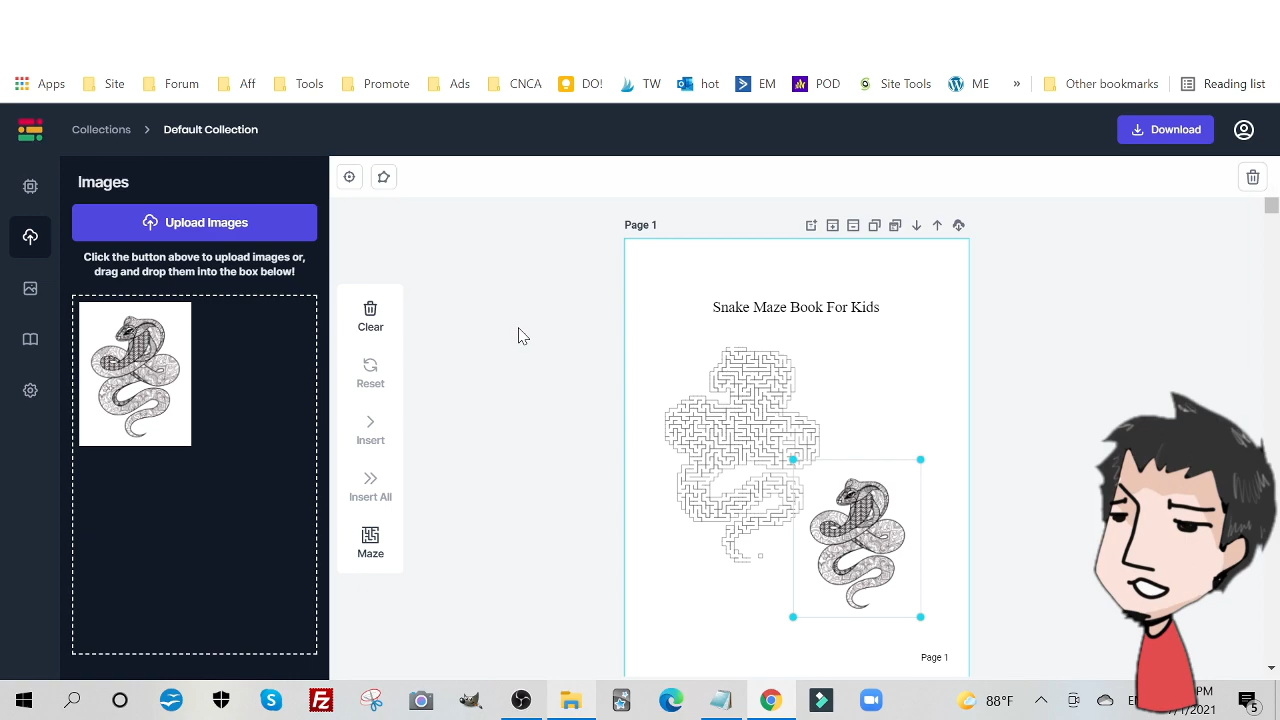 Apps Site Forum Aff Tools Promote Ads CNCA DO! TW hot EM POD Site Tools ME » Other bookmarks Reading list
Collections > Default Collection
Download
Images
Upload Images
Click the button above to upload images or,
drag and drop them into the box below!
Clear
Reset
Insert
Insert All
Maze
Page 1
Snake Maze Book For Kids
Page 1
88°F
5